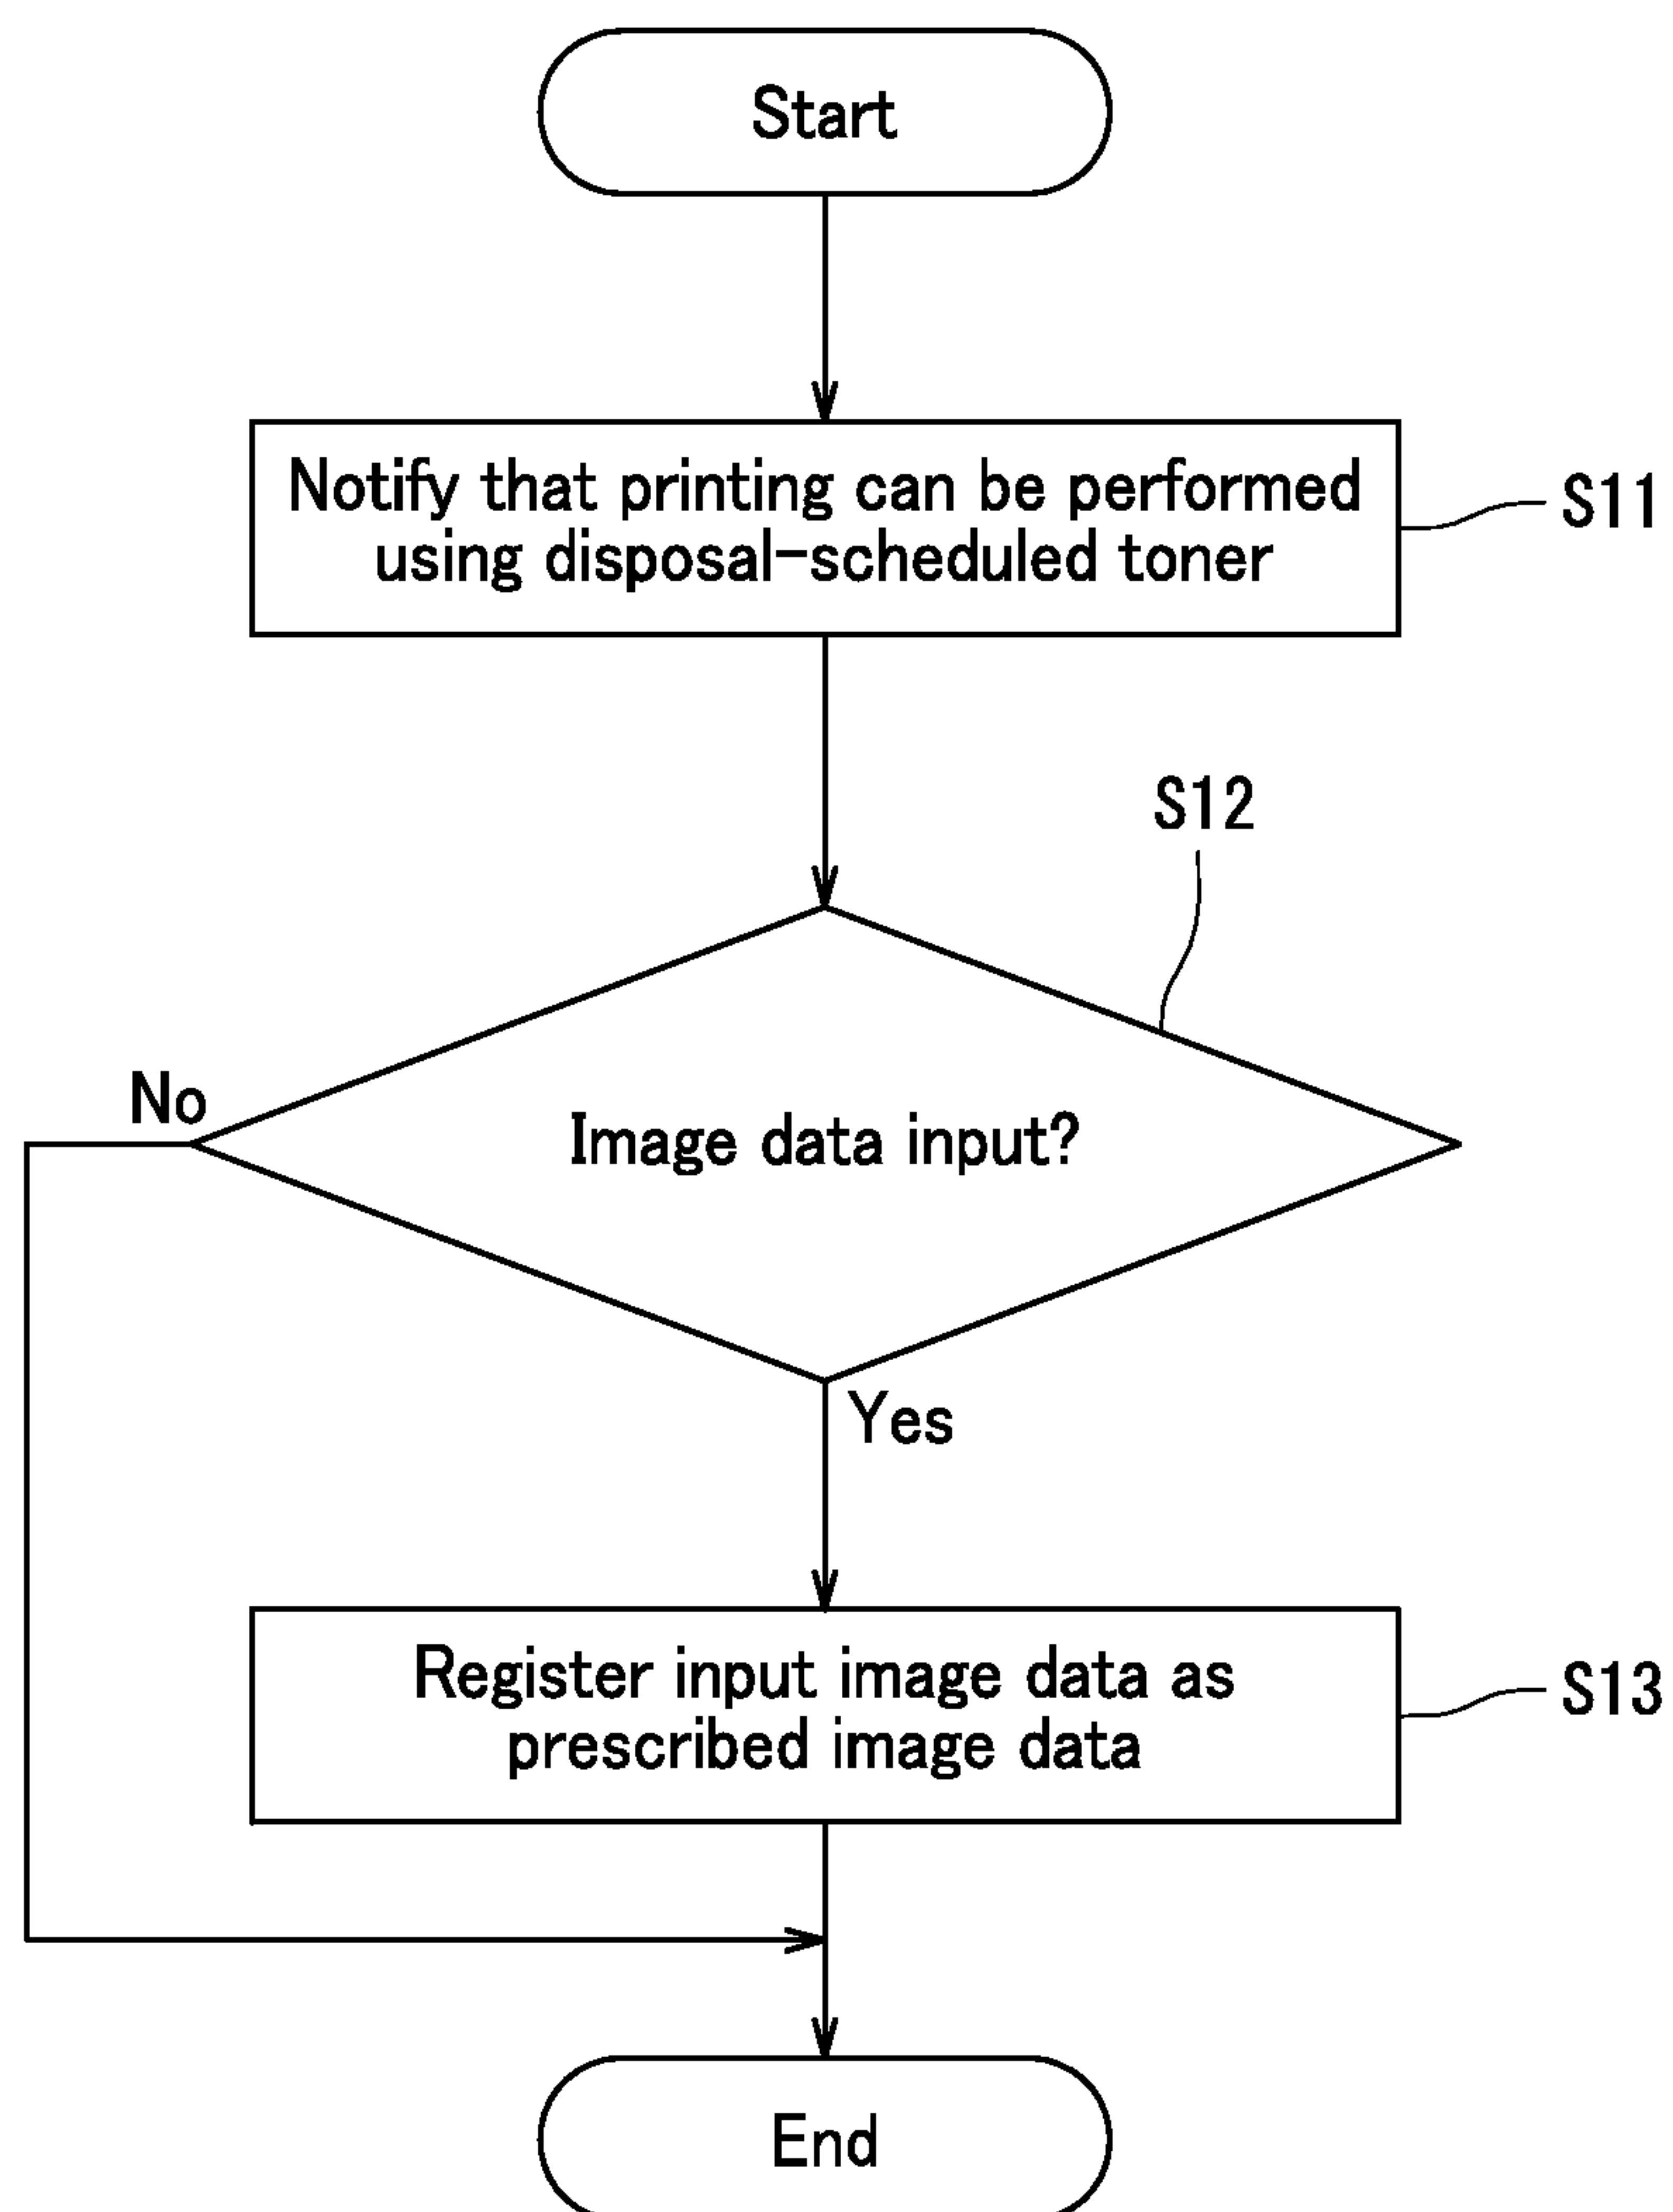 Start
Notify that printing can be performed
using disposal-scheduled toner
S11
S12
No
Image data input?
Yes
Register input image data as
prescribed image data
S13
End